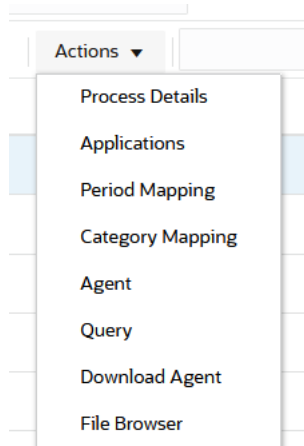 Actions ▼
Process Details
Applications
Period Mapping
Category Mapping
Agent
Query
Download Agent
File Browser